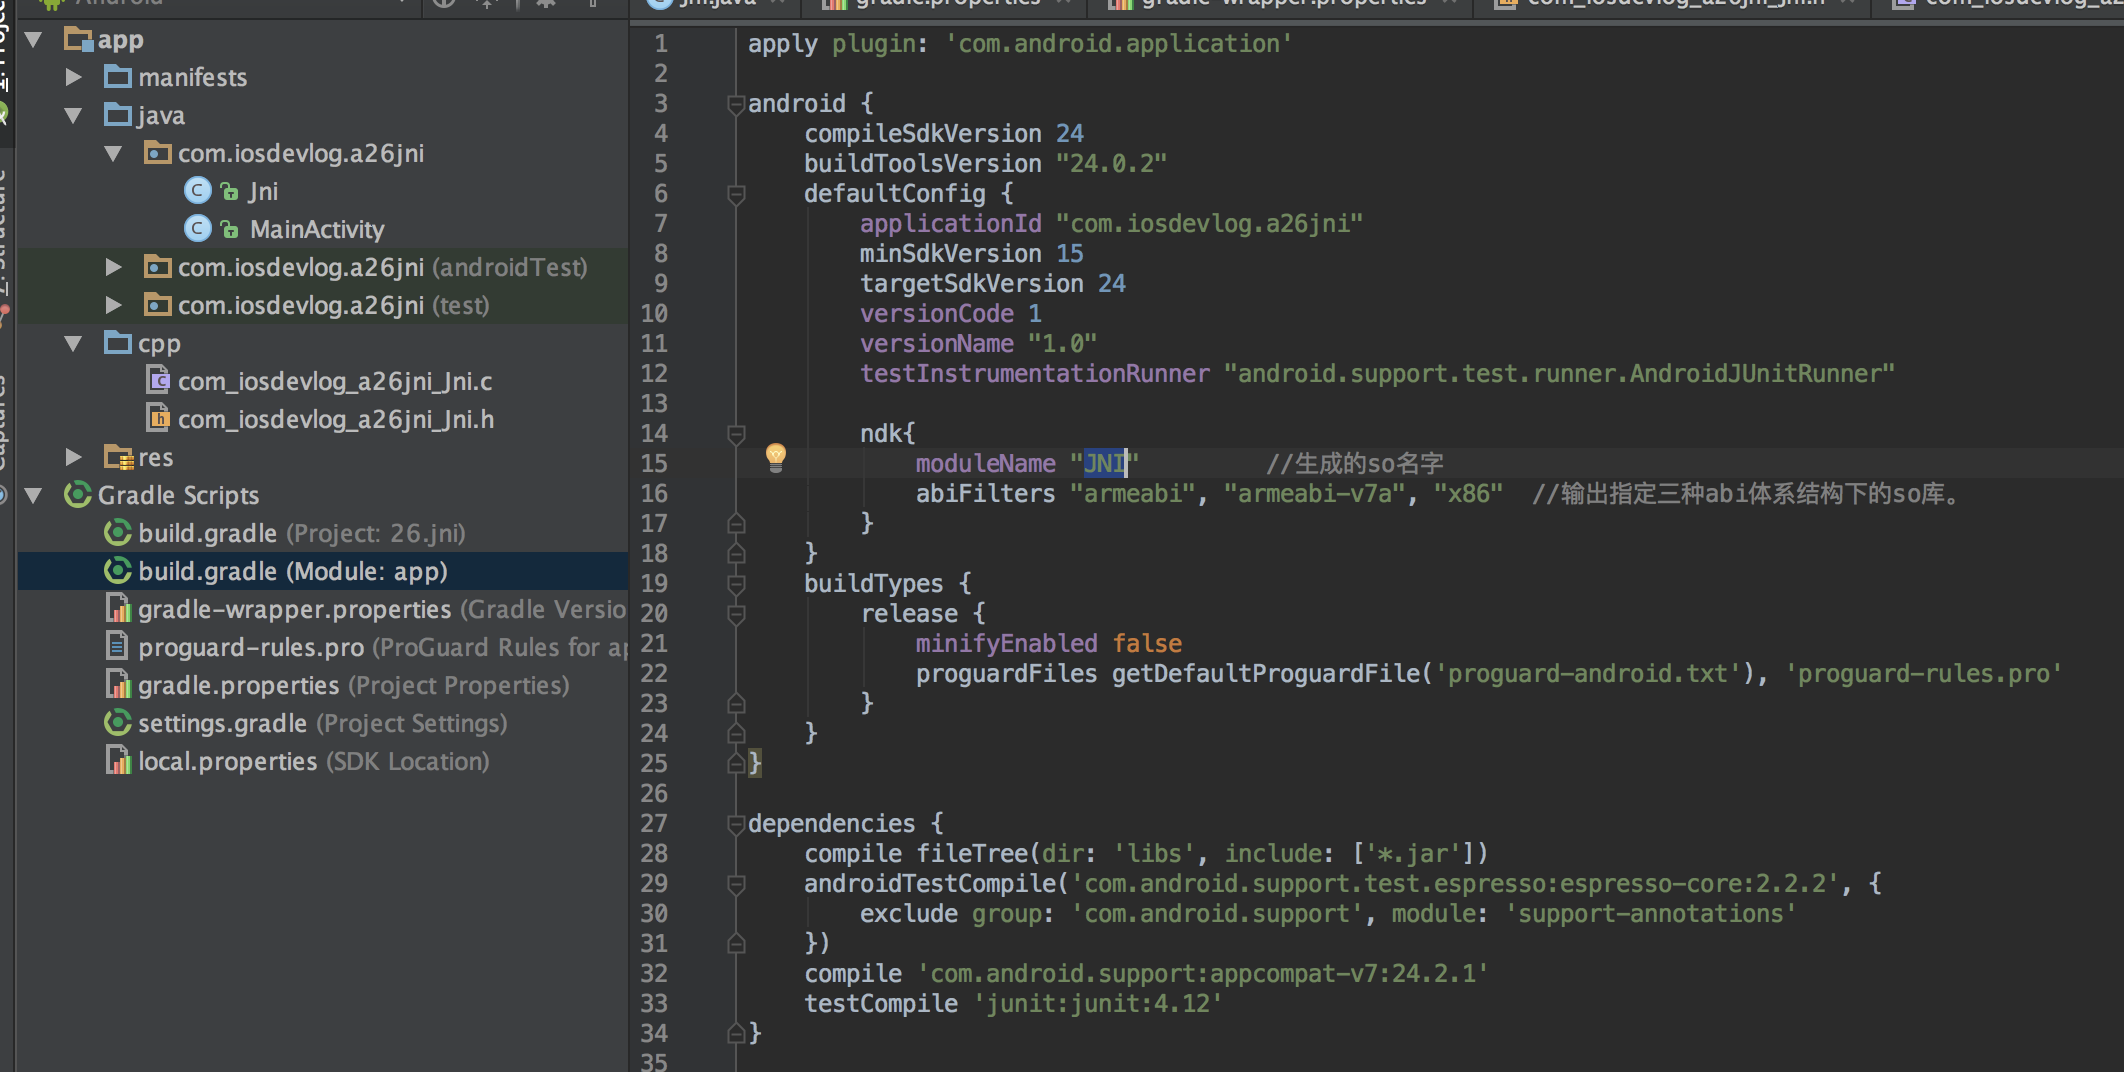 Android
app
manifests
java
com.iosdevlog.a26jni
Jni
MainActivity
com.iosdevlog.a26jni (androidTest)
com.iosdevlog.a26jni (test)
cpp
com_iosdevlog_a26jni_Jni.c
com_iosdevlog_a26jni_Jni.h
res
Gradle Scripts
build.gradle (Project: 26.jni)
build.gradle (Module: app)
gradle-wrapper.properties (Gradle Versio
proguard-rules.pro (ProGuard Rules for ap
gradle.properties (Project Properties)
settings.gradle (Project Settings)
local.properties (SDK Location)
Jni.java
gradle.properties
gradle-wrapper.properties
com_iosdevlog_a26jni_Jni.h
com_iosdevlog_a2
1 apply plugin: 'com.android.application'
2
3 android {
4 compileSdkVersion 24
5 buildToolsVersion "24.0.2"
6 defaultConfig {
7 applicationId "com.iosdevlog.a26jni"
8 minSdkVersion 15
9 targetSdkVersion 24
10 versionCode 1
11 versionName "1.0"
12 testInstrumentationRunner "android.support.test.runner.AndroidJUnitRunner"
13
14 ndk{
15 moduleName "JNI" //生成的so名字
16 abiFilters "armeabi", "armeabi-v7a", "x86" //输出指定三种abi体系结构下的so库。
17 }
18 }
19 buildTypes {
20 release {
21 minifyEnabled false
22 proguardFiles getDefaultProguardFile('proguard-android.txt'), 'proguard-rules.pro'
23 }
24 }
25 }
26
27 dependencies {
28 compile fileTree(dir: 'libs', include: ['*.jar'])
29 androidTestCompile('com.android.support.test.espresso:espresso-core:2.2.2', {
30 exclude group: 'com.android.support', module: 'support-annotations'
31 })
32 compile 'com.android.support:appcompat-v7:24.2.1'
33 testCompile 'junit:junit:4.12'
34 }
35